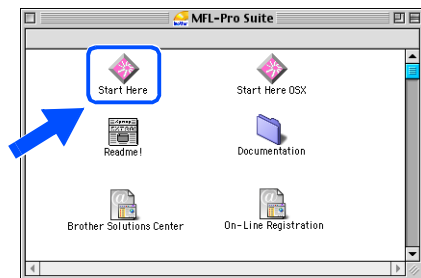 MFL-Pro Suite
Start Here
Start Here OSX
Readme!
Documentation
Brother Solutions Center
On-Line Registration